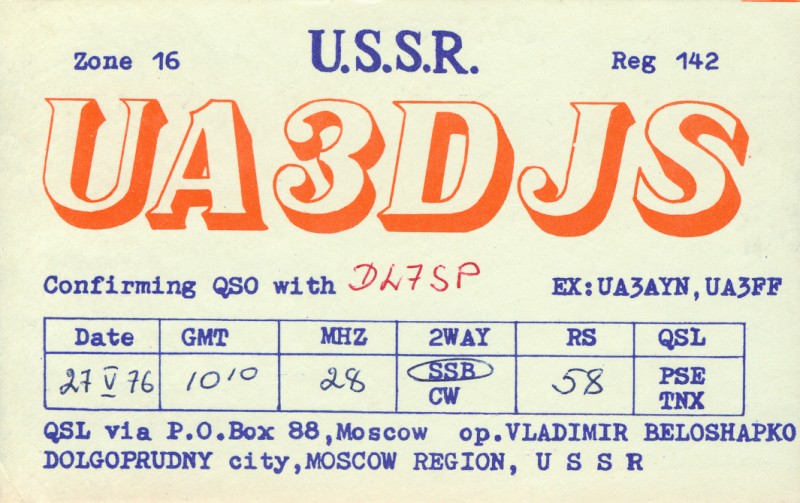 Zone 16 U.S.S.R. Reg 142
UA3DJS
Confirming QSO with DL7SP EX:UA3AYN,UA3FF
Date GMT MHZ 2WAY RS QSL
27 V 76 10¹⁰ 28 SSB 58 PSE
CW TNX
QSL via P.O.Box 88,Moscow op.VLADIMIR BELOSHAPKO
DOLGOPRUDNY city,MOSCOW REGION, U S S R